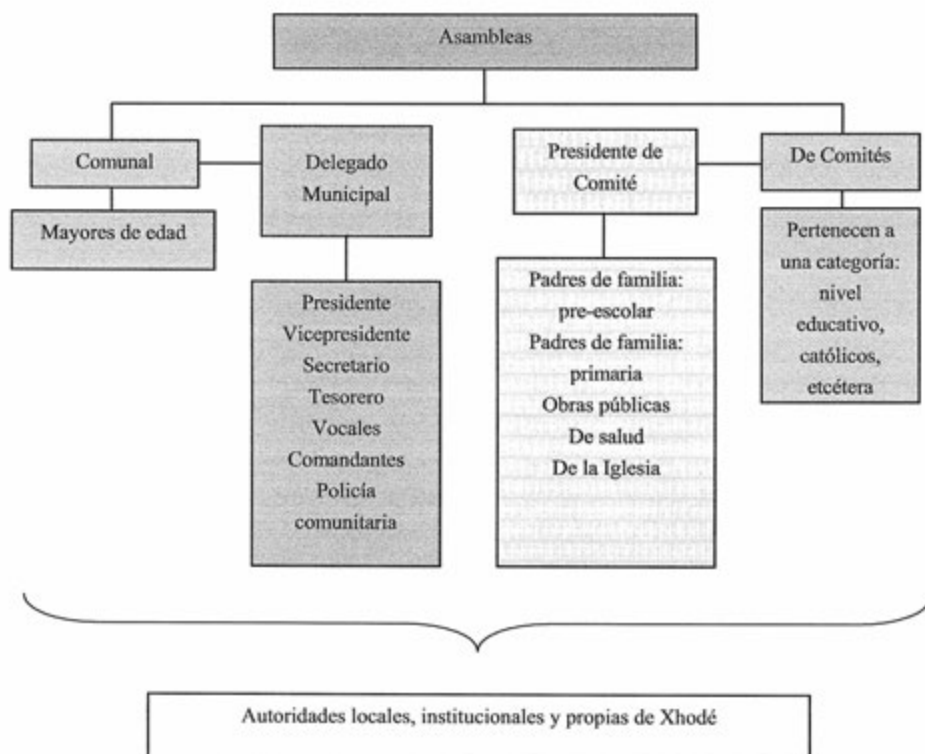 Asambleas
Comunal
Mayores de edad
Delegado
Municipal
Presidente
Vicepresidente
Secretario
Tesorero
Vocales
Comandantes
Policía
comunitaria
Presidente de
Comité
Padres de familia:
pre-escolar
Padres de familia:
primaria
Obras públicas
De salud
De la Iglesia
De Comités
Pertenecen a
una categoría:
nivel
educativo,
católicos,
etcétera
Autoridades locales, institucionales y propias de Xhodé